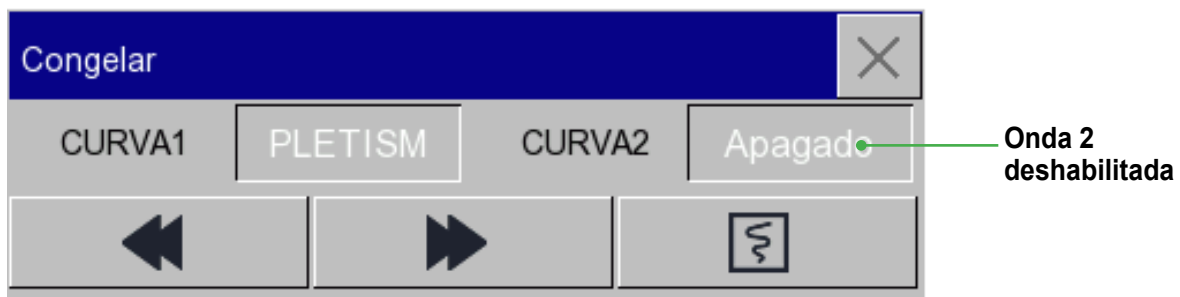 Congelar
CURVA1 PLETISM CURVA2 Apagado
Onda 2
deshabilitada